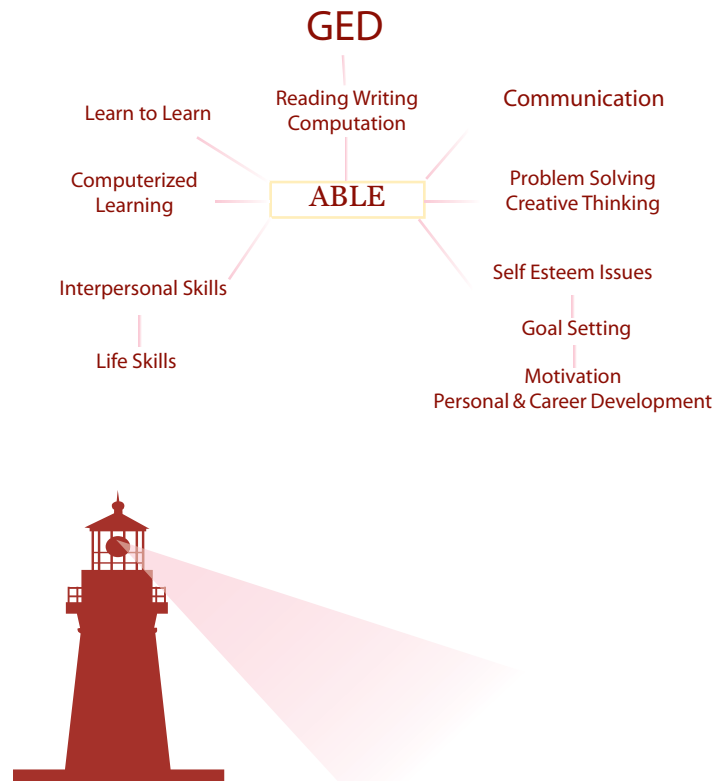 GED
Reading Writing
Computation
Learn to Learn
Communication
Computerized
Learning
ABLE
Problem Solving
Creative Thinking
Interpersonal Skills
Self Esteem Issues
Life Skills
Goal Setting
Motivation
Personal & Career Development